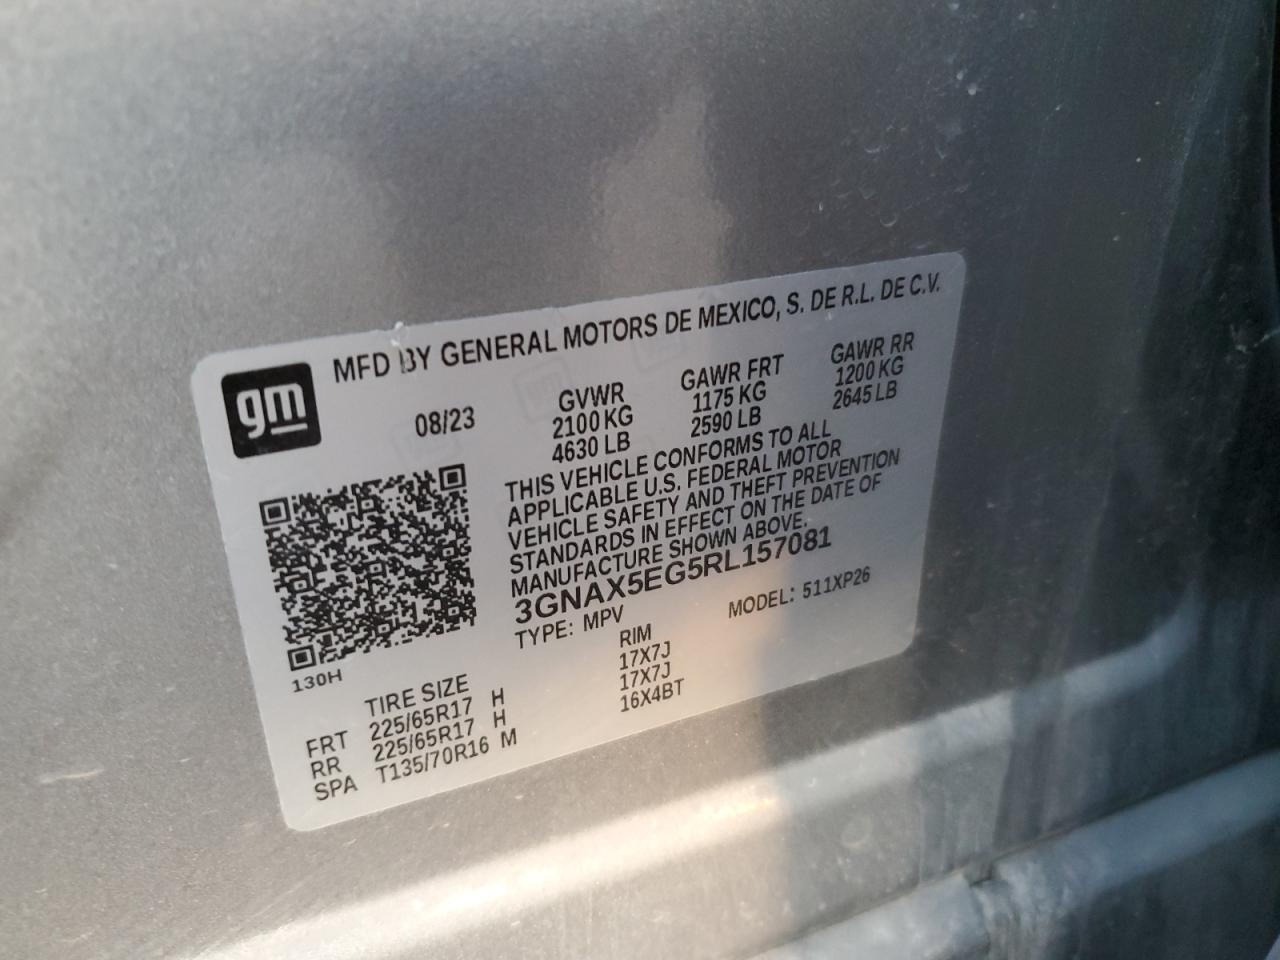 gm
MFD BY GENERAL MOTORS DE MEXICO, S. DE R.L. DE C.V.
08/23
GVWR GAWR FRT GAWR RR
2100 KG 1175 KG 1200 KG
4630 LB 2590 LB 2645 LB
THIS VEHICLE CONFORMS TO ALL
APPLICABLE U.S. FEDERAL MOTOR
VEHICLE SAFETY AND THEFT PREVENTION
STANDARDS IN EFFECT ON THE DATE OF
MANUFACTURE SHOWN ABOVE.
3GNAX5EG5RL157081
TYPE: MPV MODEL: 511XP26
130H
TIRE SIZE RIM
FRT 225/65R17 H 17X7J
RR 225/65R17 H 17X7J
SPA T135/70R16 M 16X4BT